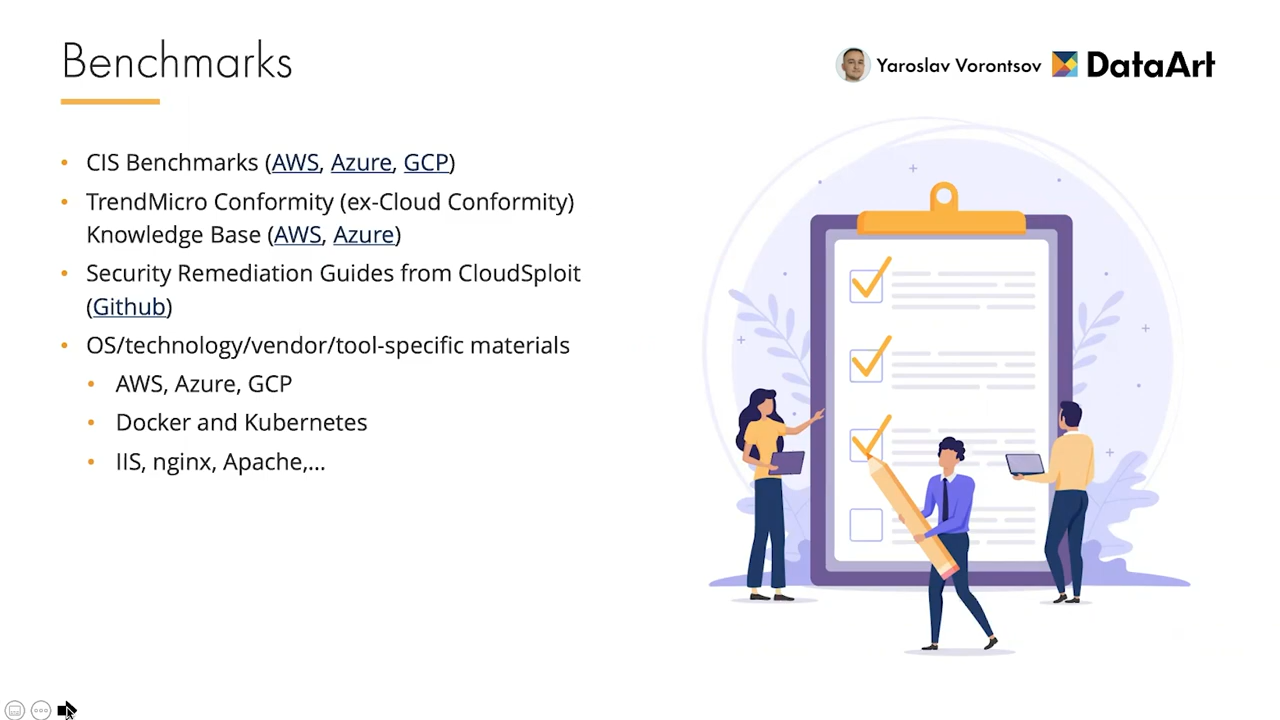 Benchmarks
Yaroslav Vorontsov
DataArt
• CIS Benchmarks (AWS, Azure, GCP)
• TrendMicro Conformity (ex-Cloud Conformity)
Knowledge Base (AWS, Azure)
• Security Remediation Guides from CloudSploit
(Github)
• OS/technology/vendor/tool-specific materials
• AWS, Azure, GCP
• Docker and Kubernetes
• IIS, nginx, Apache,...